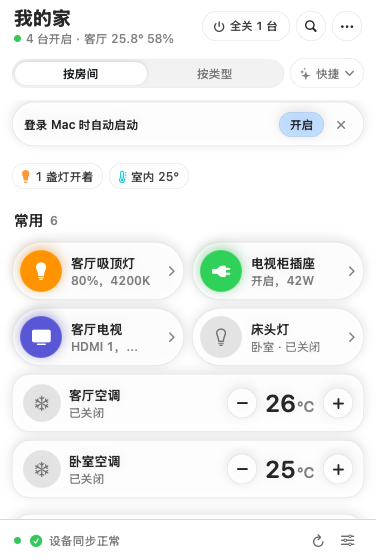 我的家
4 台开启 · 客厅 25.8° 58%
全关 1 台
按房间
按类型
快捷
登录 Mac 时自动启动
开启
1 盏灯开着
室内 25°
常用 6
客厅吸顶灯
80%，4200K
电视柜插座
开启，42W
客厅电视
HDMI 1，...
床头灯
卧室 · 已关闭
客厅空调
已关闭
26°C
卧室空调
已关闭
25°C
设备同步正常